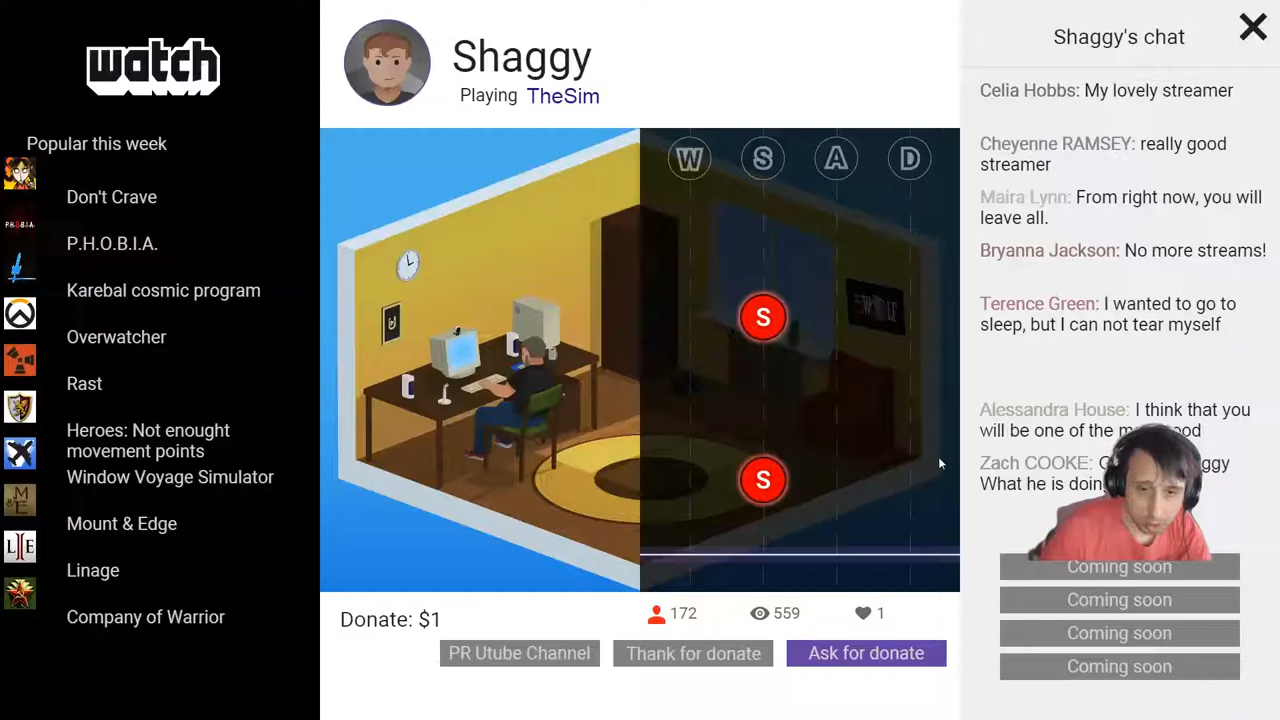 watch
Popular this week
Don't Crave
P.H.O.B.I.A.
PHOBIA
Karebal cosmic program
Overwatcher
Rast
Heroes: Not enought
movement points
Window Voyage Simulator
Mount & Edge
M&E
Linage
LIE
Company of Warrior
Shaggy
Playing TheSim
W S A D
S
S
Donate: $1
172
559
1
PR Utube Channel
Thank for donate
Ask for donate
Shaggy's chat
Celia Hobbs: My lovely streamer
Cheyenne RAMSEY: really good
streamer
Maira Lynn: From right now, you will
leave all.
Bryanna Jackson: No more streams!
Terence Green: I wanted to go to
sleep, but I can not tear myself
Alessandra House: I think that you
will be one of the
Zach COOKE:
What he is doin
Coming soon
Coming soon
Coming soon
Coming soon